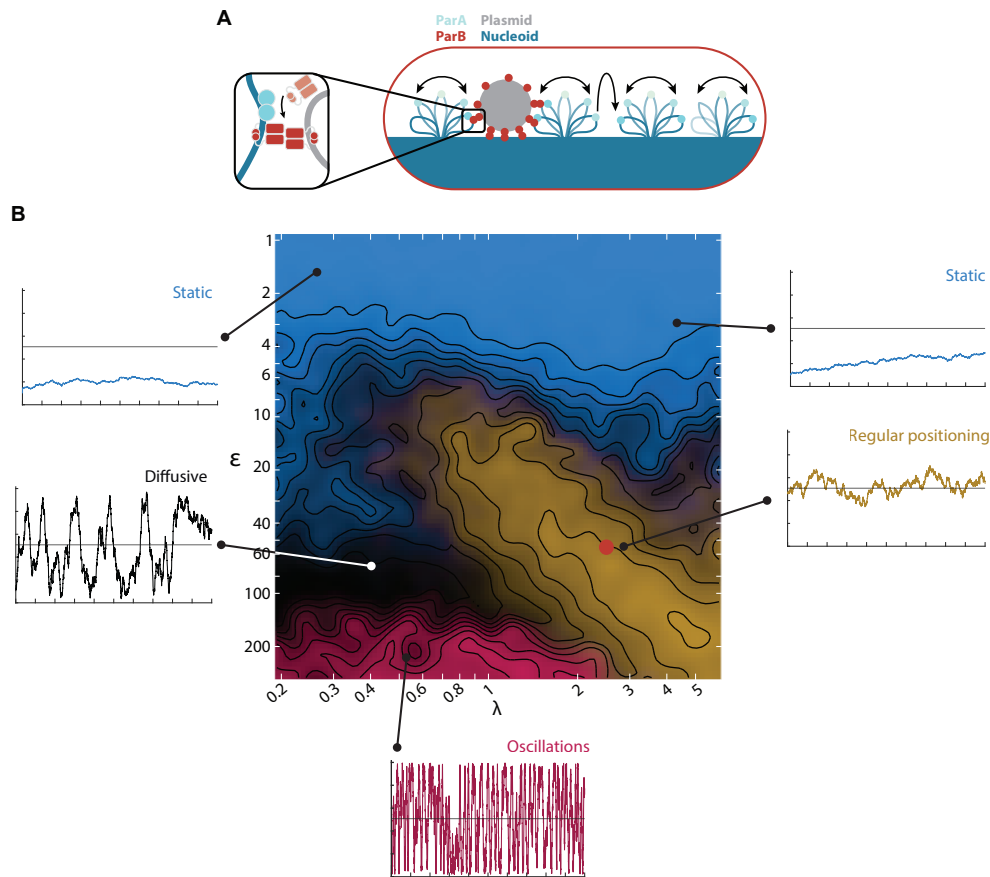 A
ParA Plasmid
ParB Nucleoid
B
Static
Static
Regular positioning
Diffusive
Oscillations
ε
1
2
4
6
10
20
40
60
100
200
0.2 0.3 0.4 0.6 0.8 1 2 3 4 5
λ